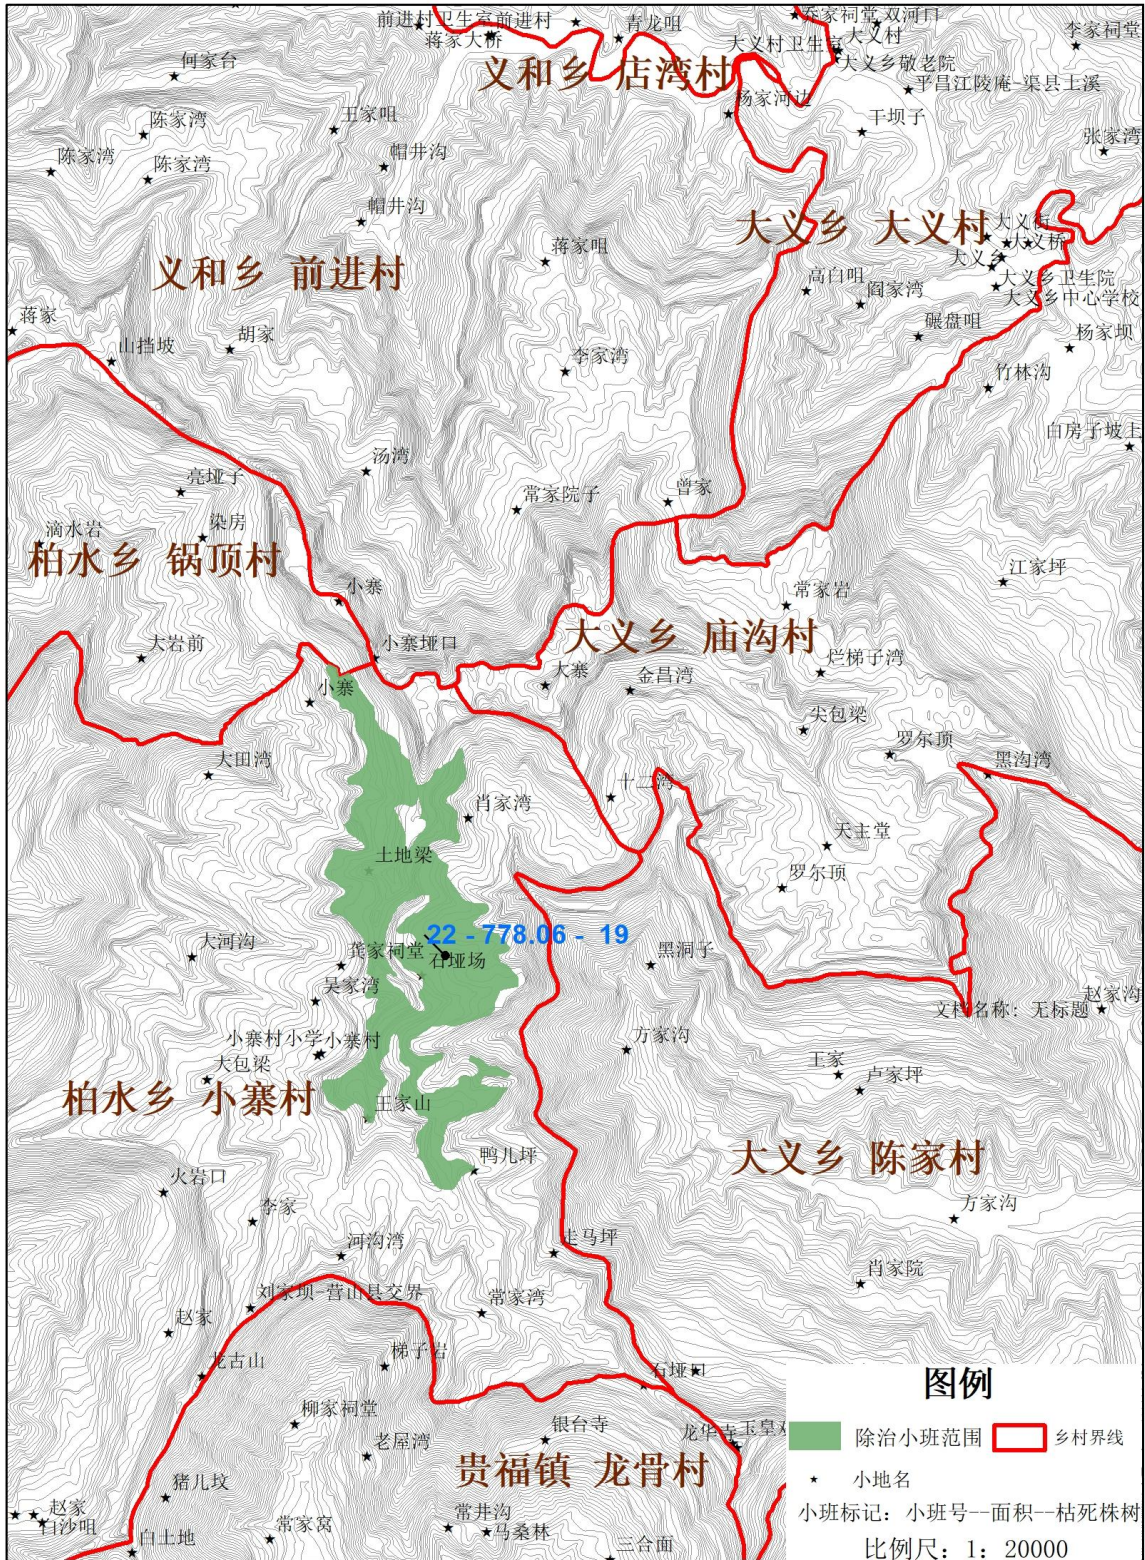 前进村卫生室前进村
蒋家大桥
青龙咀
乔家祠堂 双河口
大义村卫生室
大义村
大义乡敬老院
李家祠堂
何家台
义和乡 店湾村
平昌江陵庵-渠县土溪
杨家河边
干坝子
陈家湾
王家咀
张家湾
陈家湾
陈家湾
帽井沟
帽井沟
大义乡 大义村
大义街
大义桥
大义乡
蒋家咀
义和乡 前进村
高白咀
阎家湾
大义乡卫生院
大义乡中心学校
蒋家
胡家
碾盘咀
杨家坝
山挡坡
李家湾
竹林沟
白房子坡上
汤湾
亮垭子
常家院子
曾家
滴水岩
染房
柏水乡 锅顶村
江家坪
小寨
常家岩
大义乡 庙沟村
大岩前
小寨垭口
烂梯子湾
小寨
大寨
金昌湾
尖包梁
罗尔顶
大田湾
黑沟湾
肖家湾
十二湾
天主堂
土地梁
罗尔顶
22 - 778.06 - 19
大河沟
龚家祠堂
石垭场
黑洞子
吴家湾
文档名称: 无标题
赵家沟
小寨村小学
小寨村
方家沟
大包梁
王家
卢家坪
柏水乡 小寨村
王家山
鸭儿坪
大义乡 陈家村
火岩口
李家
方家沟
河沟湾
走马坪
肖家院
刘家坝-营山县交界
常家湾
赵家
梯子岩
龙古山
石垭口
图例
柳家祠堂
银台寺
龙华寺
玉皇观
除治小班范围
乡村界线
老屋湾
贵福镇 龙骨村
小地名
猪儿坟
赵家
白沙咀
常井沟
马桑林
小班标记：小班号--面积--枯死株树
白土地
常家窝
三合面
比例尺：1：20000